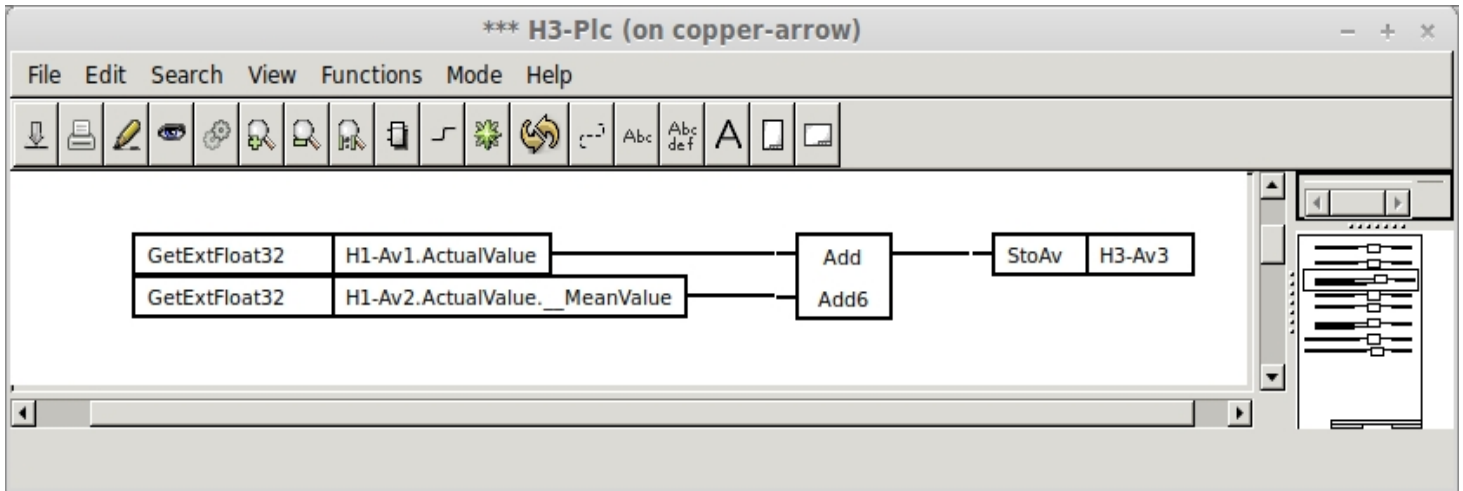 *** H3-Plc (on copper-arrow)
File Edit Search View Functions Mode Help
Abc Abc def A
GetExtFloat32 H1-Av1.ActualValue Add StoAv H3-Av3
GetExtFloat32 H1-Av2.ActualValue.__MeanValue Add6